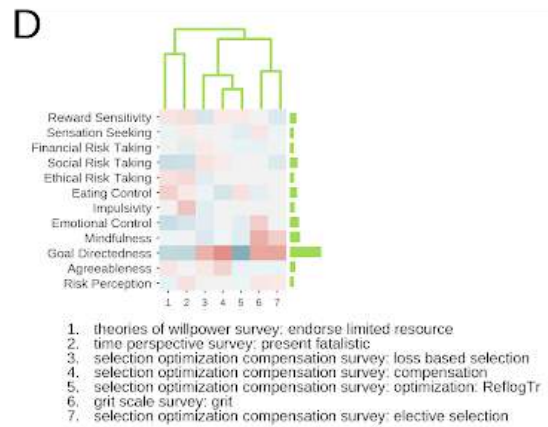 D
Reward Sensitivity
Sensation Seeking
Financial Risk Taking
Social Risk Taking
Ethical Risk Taking
Eating Control
Impulsivity
Emotional Control
Mindfulness
Goal Directedness
Agreeableness
Risk Perception
1 2 3 4 5 6 7
1. theories of willpower survey: endorse limited resource
2. time perspective survey: present fatalistic
3. selection optimization compensation survey: loss based selection
4. selection optimization compensation survey: compensation
5. selection optimization compensation survey: optimization: ReflogTr
6. grit scale survey: grit
7. selection optimization compensation survey: elective selection